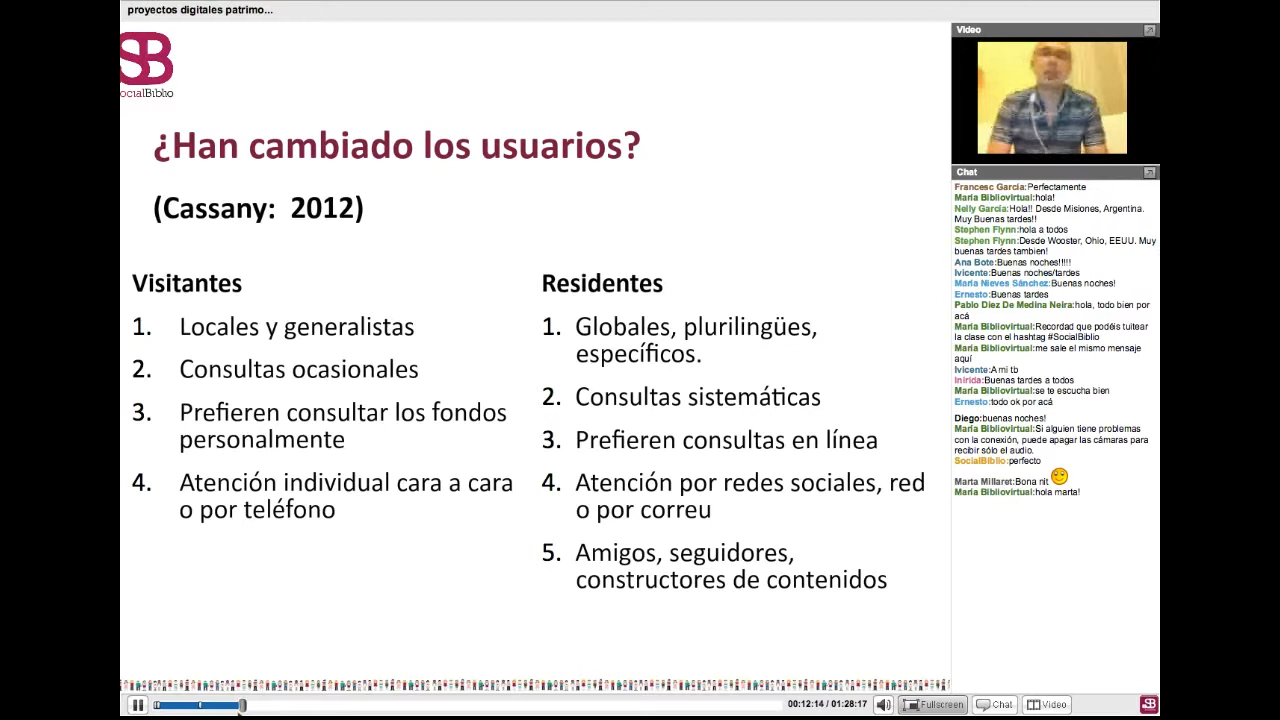 proyectos digitales patrimo...
SB
ocialBiblio
¿Han cambiado los usuarios?
(Cassany: 2012)
Visitantes
1. Locales y generalistas
2. Consultas ocasionales
3. Prefieren consultar los fondos
personalmente
4. Atención individual cara a cara
o por teléfono
Residentes
1. Globales, plurilingües,
específicos.
2. Consultas sistemáticas
3. Prefieren consultas en línea
4. Atención por redes sociales, red
o por correu
5. Amigos, seguidores,
constructores de contenidos
Video
Chat
Francesc García:Perfectamente
María Bibliovirtual:hola!
Nelly García:Hola!! Desde Misiones, Argentina.
Muy Buenas tardes!!
Stephen Flynn:hola a todos
Stephen Flynn:Desde Wooster, Ohio, EEUU. Muy
buenas tardes tambien!
Ana Bote:Buenas noches!!!!!
lvicente:Buenas noches/tardes
María Nieves Sánchez:Buenas noches!
Ernesto:Buenas tardes
Pablo Diez De Medina Neira:hola, todo bien por
acá
María Bibliovirtual:Recordad que podéis tuitear
la clase con el hashtag #SocialBiblio
María Bibliovirtual:me sale el mismo mensaje
aquí
lvicente:A mi tb
Inirida:Buenas tardes a todos
María Bibliovirtual:se te escucha bien
Ernesto:todo ok por acá
Diego:buenas noches!
María Bibliovirtual:Si alguien tiene problemas
con la conexión, puede apagar las cámaras para
recibir sólo el audio.
SocialBiblio:perfecto
Marta Millaret:Bona nit
María Bibliovirtual:hola marta!
00:12:14 / 01:28:17
Fullscreen
Chat
Video
SB